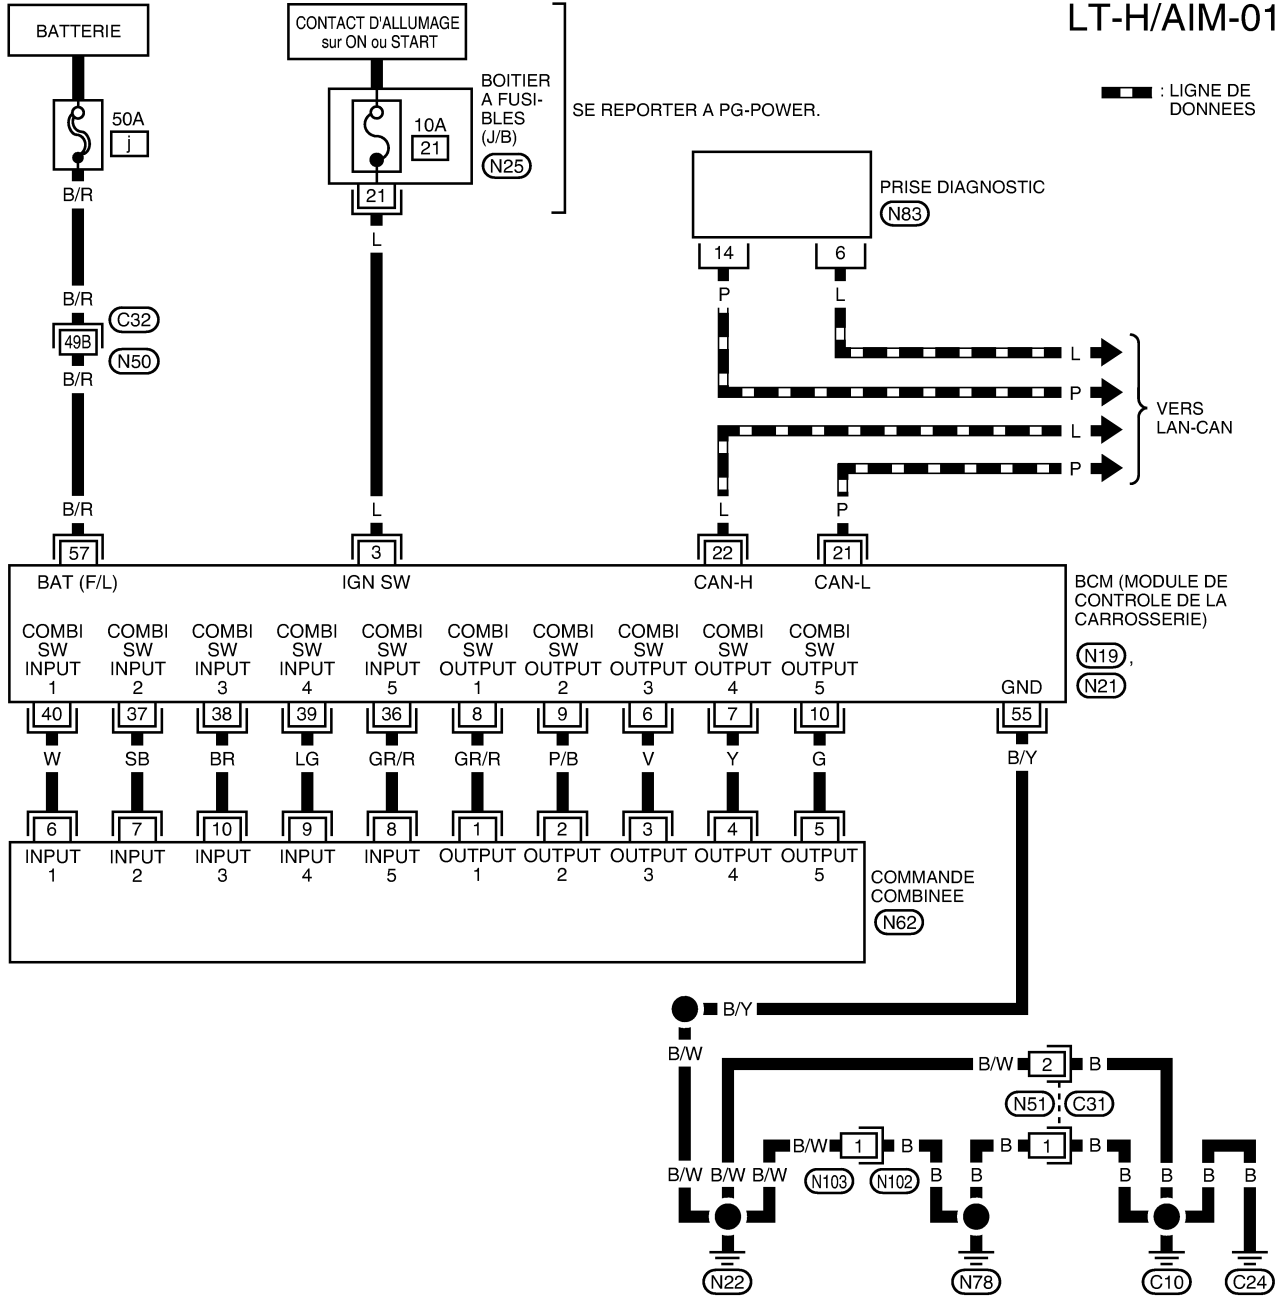 LT-H/AIM-01
BATTERIE
CONTACT D'ALLUMAGE
sur ON ou START
BOITIER
A FUSI-
BLES
(J/B)
N25
SE REPORTER A PG-POWER.
: LIGNE DE
DONNEES
50A
j
10A
21
21
PRISE DIAGNOSTIC
N83
14 6
B/R
L
P L
B/R
C32
49B
N50
B/R
L
P
L
P
VERS
LAN-CAN
B/R L L P
57 3 22 21
BAT (F/L) IGN SW CAN-H CAN-L
BCM (MODULE DE
CONTROLE DE LA
CARROSSERIE)
N19 ,
N21
COMBI COMBI COMBI COMBI COMBI COMBI COMBI COMBI COMBI COMBI
SW SW SW SW SW SW SW SW SW SW
INPUT INPUT INPUT INPUT INPUT OUTPUT OUTPUT OUTPUT OUTPUT OUTPUT
1 2 3 4 5 1 2 3 4 5 GND
40 37 38 39 36 8 9 6 7 10 55
W SB BR LG GR/R GR/R P/B V Y G B/Y
6 7 10 9 8 1 2 3 4 5
INPUT INPUT INPUT INPUT INPUT OUTPUT OUTPUT OUTPUT OUTPUT OUTPUT
1 2 3 4 5 1 2 3 4 5
COMMANDE
COMBINEE
N62
B/Y
B/W
B/W 2 B
N51 C31
B/W 1 B B 1 B
N103 N102
B/W B/W B/W B B B B B B
N22 N78 C10 C24